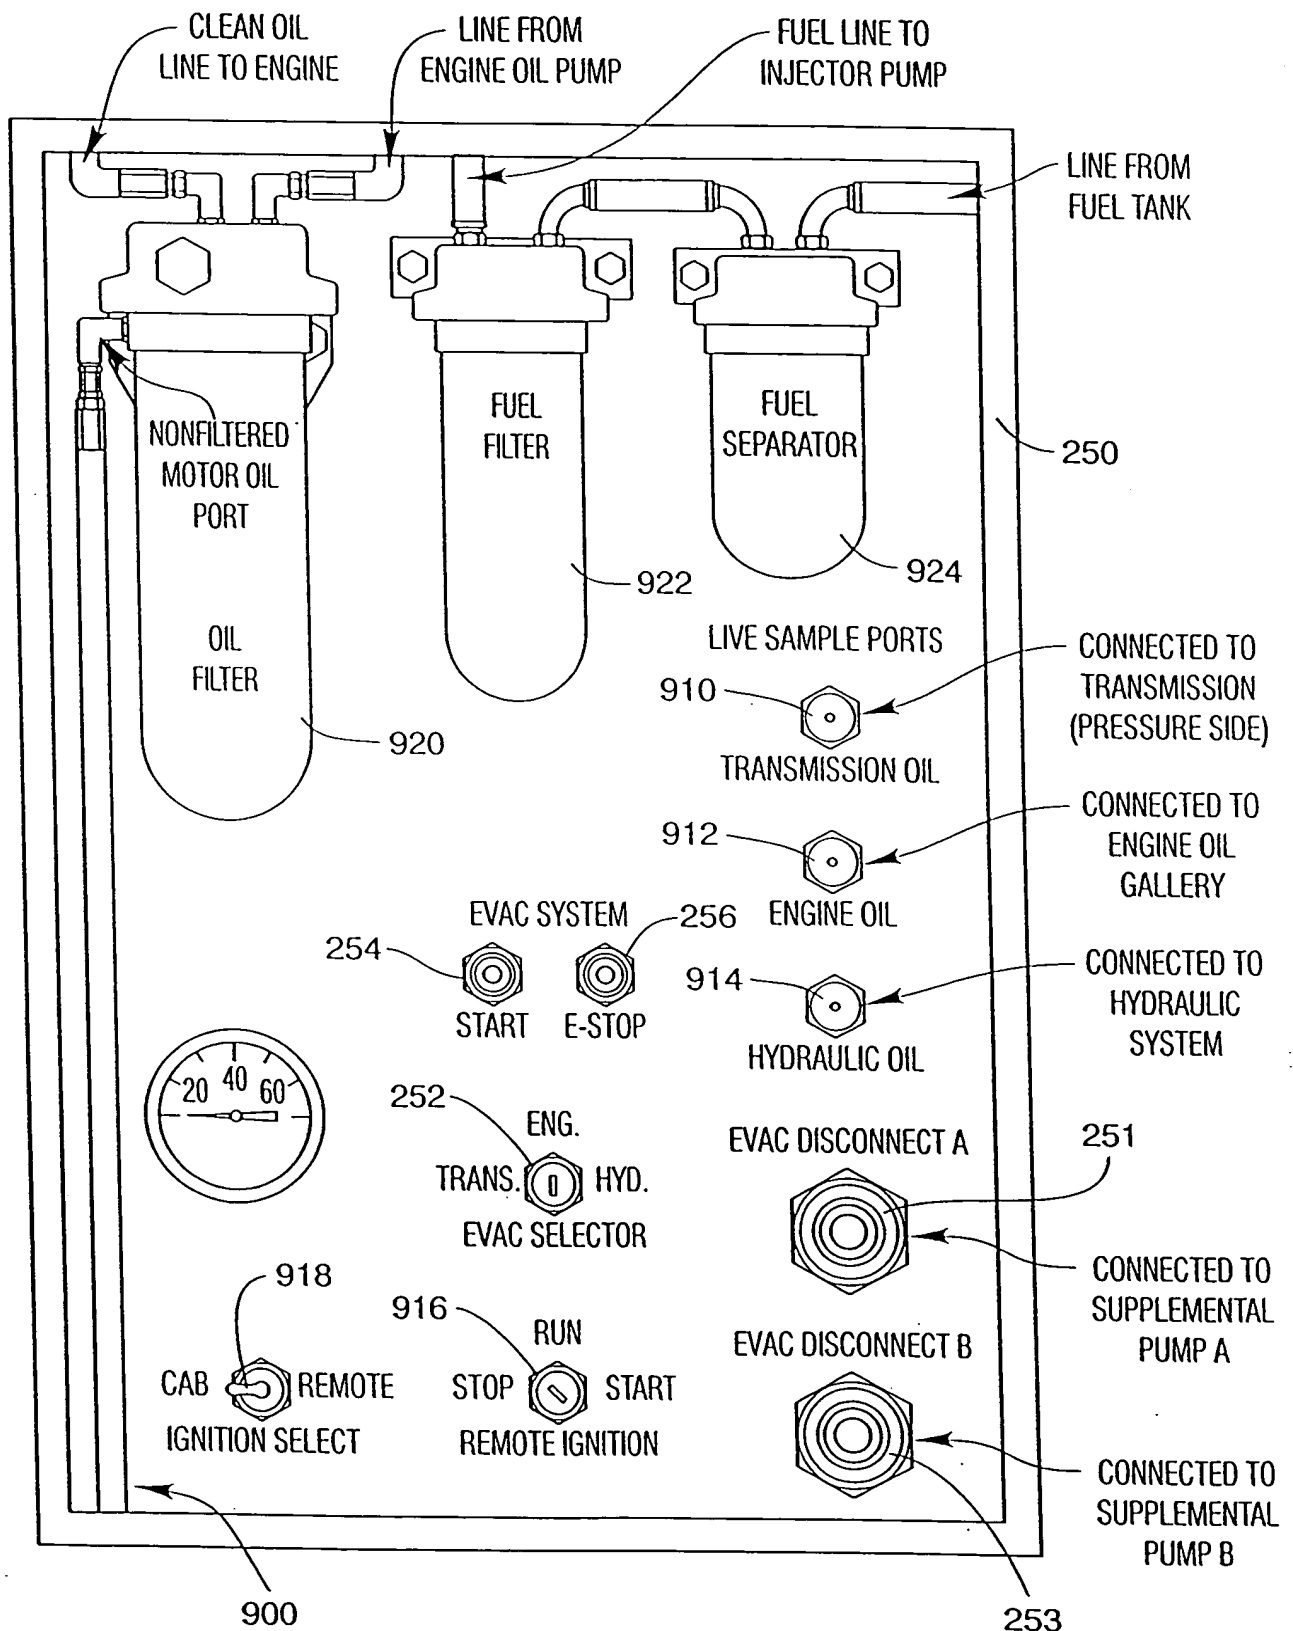 CLEAN OIL
LINE TO ENGINE
LINE FROM
ENGINE OIL PUMP
FUEL LINE TO
INJECTOR PUMP
LINE FROM
FUEL TANK
NONFILTERED
MOTOR OIL
PORT
OIL
FILTER
920
FUEL
FILTER
922
FUEL
SEPARATOR
924
250
LIVE SAMPLE PORTS
910
TRANSMISSION OIL
CONNECTED TO
TRANSMISSION
(PRESSURE SIDE)
912
ENGINE OIL
CONNECTED TO
ENGINE OIL
GALLERY
914
HYDRAULIC OIL
CONNECTED TO
HYDRAULIC
SYSTEM
EVAC SYSTEM
254
256
START
E-STOP
20 40 60
252
ENG.
TRANS.
HYD.
EVAC SELECTOR
EVAC DISCONNECT A
251
CONNECTED TO
SUPPLEMENTAL
PUMP A
918
CAB
REMOTE
IGNITION SELECT
916
RUN
STOP
START
REMOTE IGNITION
EVAC DISCONNECT B
CONNECTED TO
SUPPLEMENTAL
PUMP B
900
253